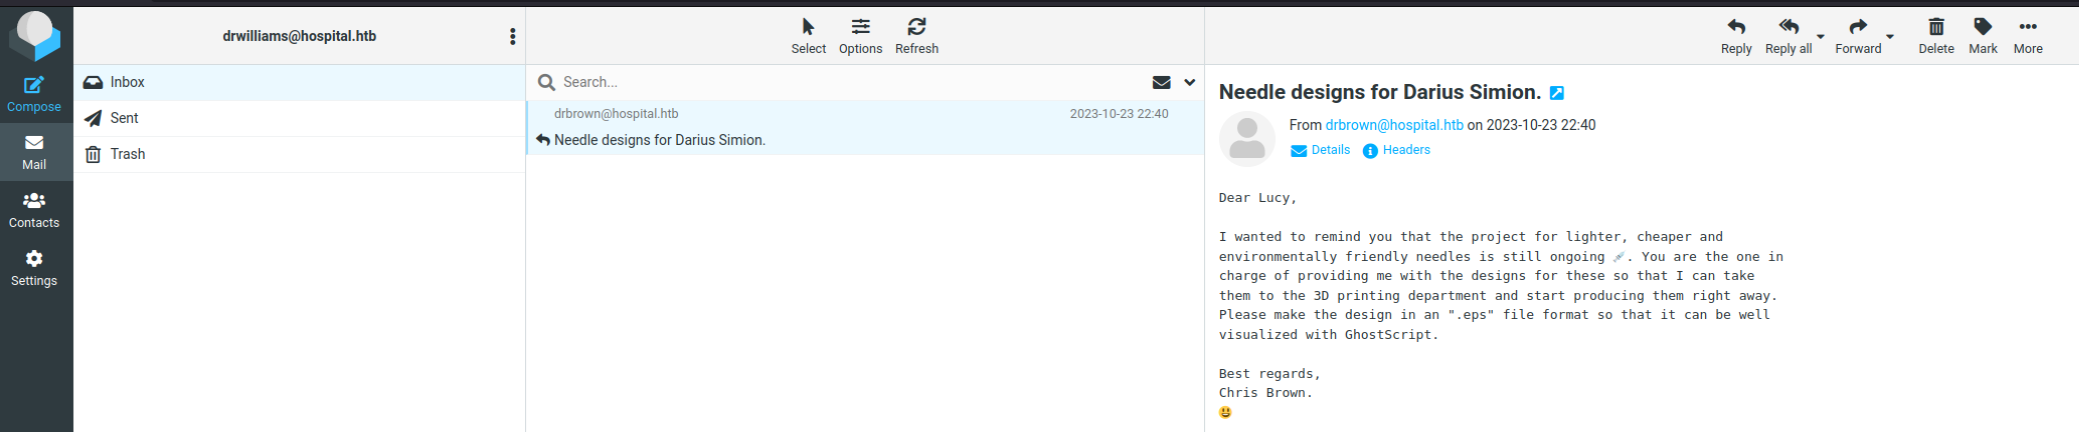 drwilliams@hospital.htb
Select
Options
Refresh
Reply
Reply all
Forward
Delete
Mark
More
Compose
Mail
Contacts
Settings
Inbox
Sent
Trash
Search...
drbrown@hospital.htb 2023-10-23 22:40
Needle designs for Darius Simion.
Needle designs for Darius Simion.
From drbrown@hospital.htb on 2023-10-23 22:40
Details Headers
Dear Lucy,
I wanted to remind you that the project for lighter, cheaper and
environmentally friendly needles is still ongoing 💉. You are the one in
charge of providing me with the designs for these so that I can take
them to the 3D printing department and start producing them right away.
Please make the design in an ".eps" file format so that it can be well
visualized with GhostScript.
Best regards,
Chris Brown.
😃